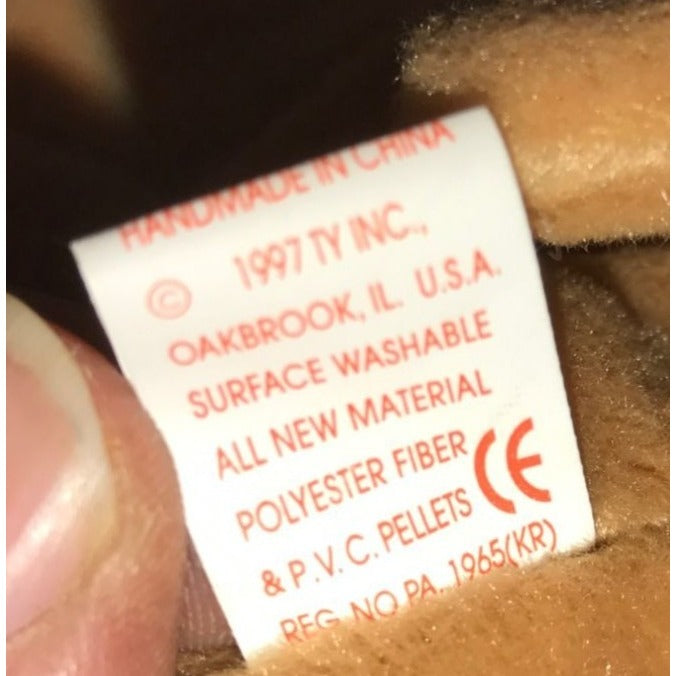 HANDMADE IN CHINA
© 1997 TY INC.,
OAKBROOK, IL. U.S.A.
SURFACE WASHABLE
ALL NEW MATERIAL
POLYESTER FIBER
& P.V.C. PELLETS CE
REG. NO PA. 1965(KR)